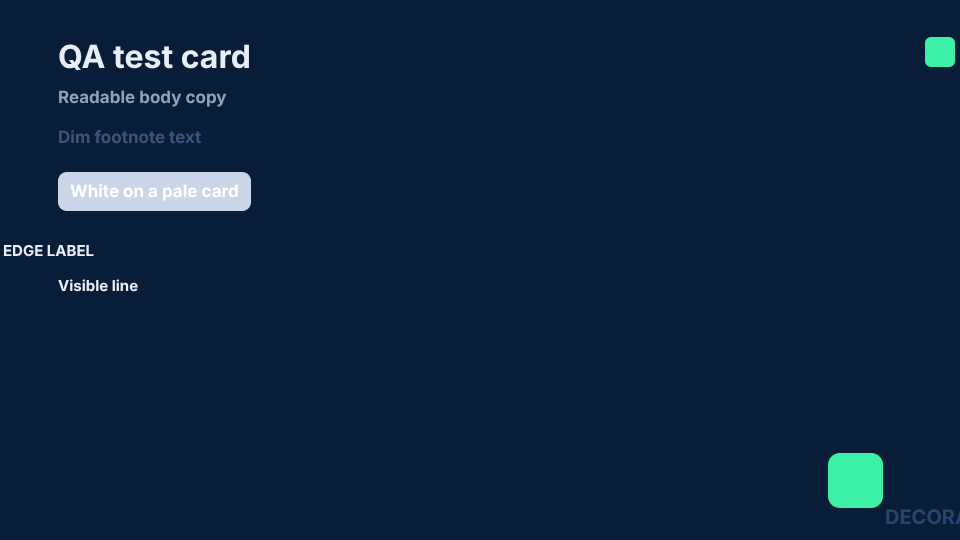 QA test card
Readable body copy
Dim footnote text
White on a pale card
EDGE LABEL
Visible line